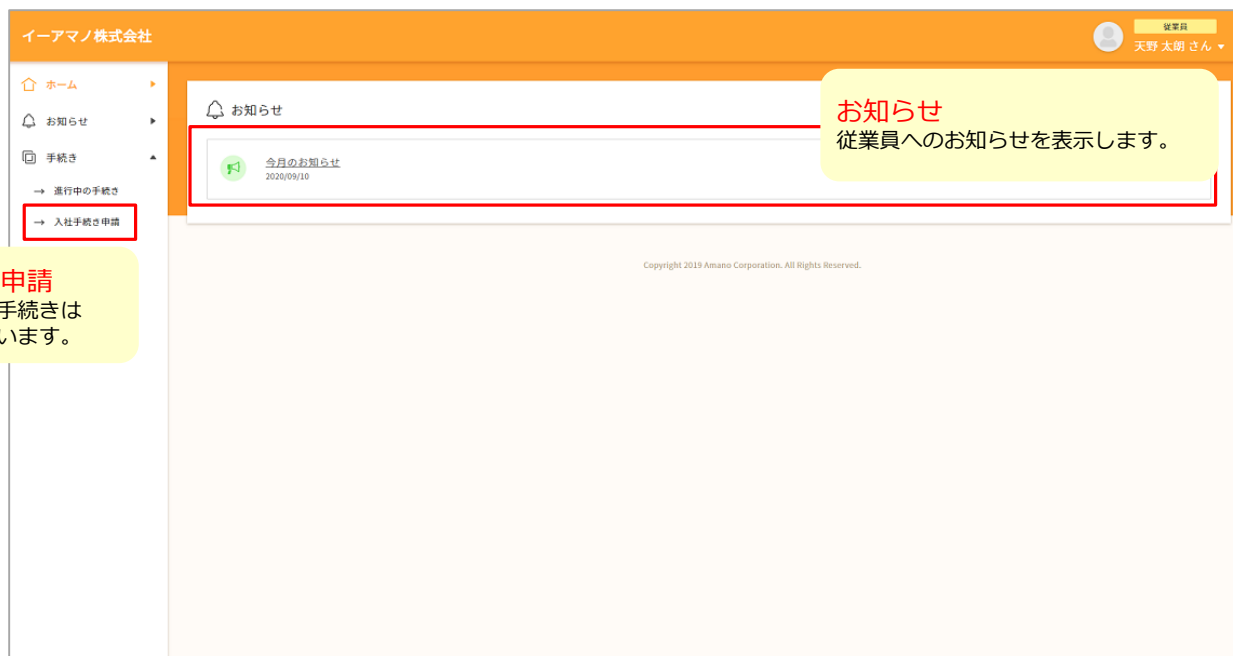 イーアマノ株式会社
従業員
天野 太朗 さん
ホーム
お知らせ
手続き
→ 進行中の手続き
→ 入社手続き申請
申請
手続きは
います。
お知らせ
今月のお知らせ
2020/09/10
お知らせ
従業員へのお知らせを表示します。
Copyright 2019 Amano Corporation. All Rights Reserved.